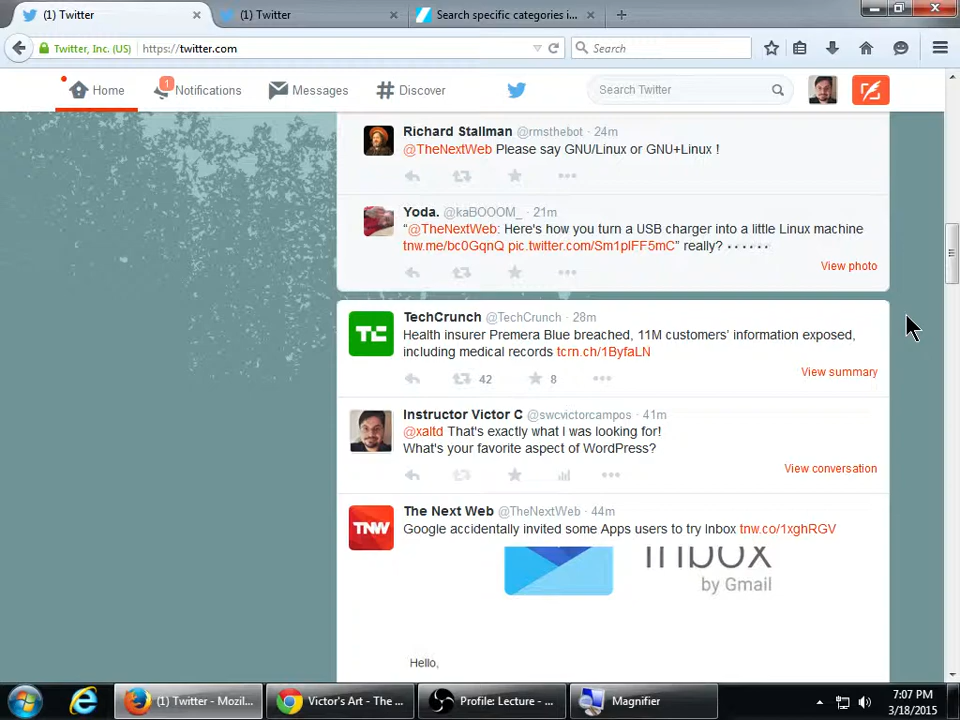 (1) Twitter
(1) Twitter
Search specific categories i...
Twitter, Inc. (US)
https://twitter.com
Search
Home
1
Notifications
Messages
# Discover
Search Twitter
Richard Stallman @rmsthebot · 24m
@TheNextWeb Please say GNU/Linux or GNU+Linux !
Yoda. @kaBOOOM_ · 21m
“@TheNextWeb: Here's how you turn a USB charger into a little Linux machine
tnw.me/bc0GqnQ pic.twitter.com/Sm1plFF5mC” really? · · · · · ·
View photo
TC
TechCrunch @TechCrunch · 28m
Health insurer Premera Blue breached, 11M customers’ information exposed,
including medical records tcrn.ch/1ByfaLN
View summary
42
8
Instructor Victor C @swcvictorcampos · 41m
@xaltd That's exactly what I was looking for!
What's your favorite aspect of WordPress?
View conversation
TNW
The Next Web @TheNextWeb · 44m
Google accidentally invited some Apps users to try Inbox tnw.co/1xghRGV
Inbox
by Gmail
Hello,
(1) Twitter - Mozil...
Victor's Art - The ...
Profile: Lecture - ...
Magnifier
7:07 PM
3/18/2015